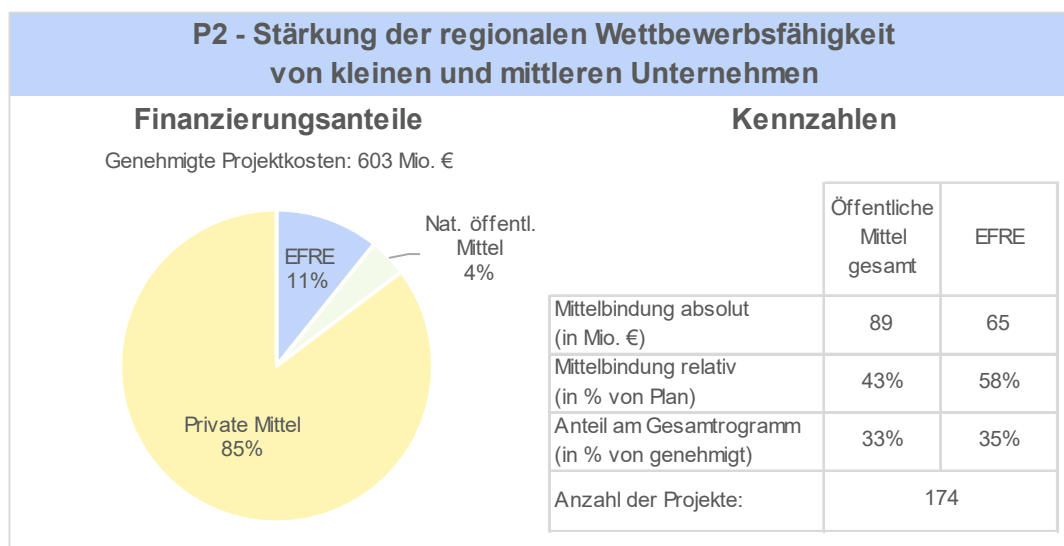 P2 - Stärkung der regionalen Wettbewerbsfähigkeit
von kleinen und mittleren Unternehmen
Finanzierungsanteile
Genehmigte Projektkosten: 603 Mio. €
EFRE
11%
Nat. öffentl.
Mittel
4%
Private Mittel
85%
Kennzahlen
Öffentliche
Mittel
gesamt
EFRE
Mittelbindung absolut
(in Mio. €)
89
65
Mittelbindung relativ
(in % von Plan)
43%
58%
Anteil am Gesamtrogramm
(in % von genehmigt)
33%
35%
Anzahl der Projekte:
174